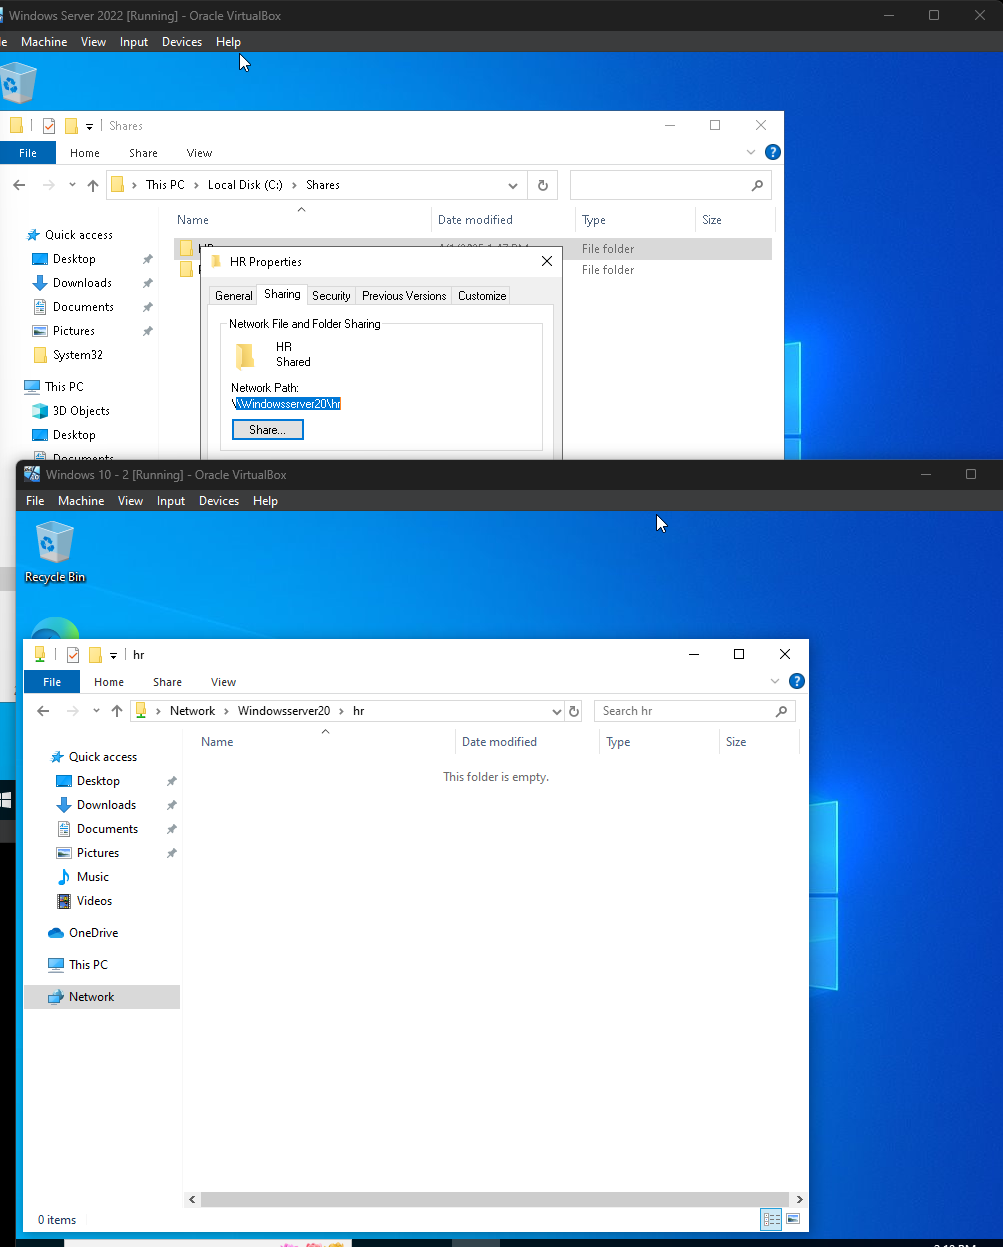 Windows Server 2022 [Running] - Oracle VirtualBox
Machine View Input Devices Help
Shares
File Home Share View
This PC Local Disk (C:) Shares
Name Date modified Type Size
Quick access
Desktop
Downloads
Documents
Pictures
System32
This PC
3D Objects
Desktop
Documents
File folder
File folder
HR Properties
General Sharing Security Previous Versions Customize
Network File and Folder Sharing
HR
Shared
Network Path:
\\Windowsserver20\hr
Share...
Windows 10 - 2 [Running] - Oracle VirtualBox
File Machine View Input Devices Help
Recycle Bin
hr
File Home Share View
Network Windowsserver20 hr
Search hr
Name Date modified Type Size
This folder is empty.
Quick access
Desktop
Downloads
Documents
Pictures
Music
Videos
OneDrive
This PC
Network
0 items